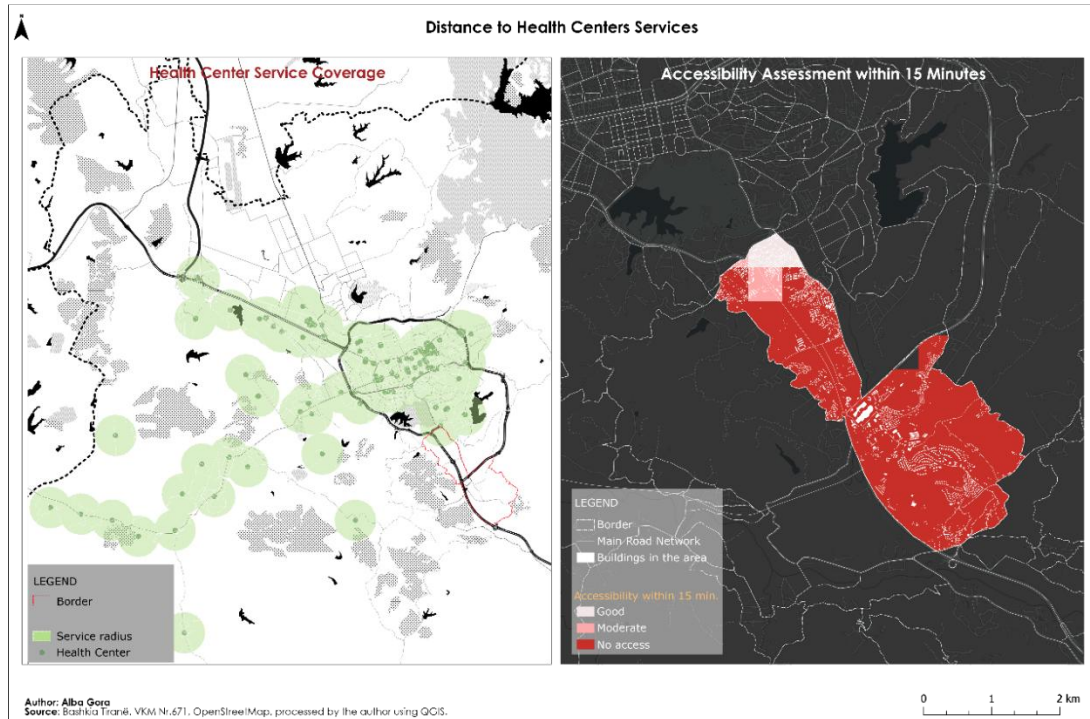 Distance to Health Centers Services
Health Center Service Coverage
LEGEND
Border
Service radius
Health Center
Accessibility Assessment within 15 Minutes
LEGEND
Border
Main Road Network
Buildings in the area
Accessibility within 15 min.
Good
Moderate
No access
Author: Alba Gora
Source: Bashkia Tiranë, VKM Nr.671, OpenStreetMap, processed by the author using QGIS.
0 1 2 km